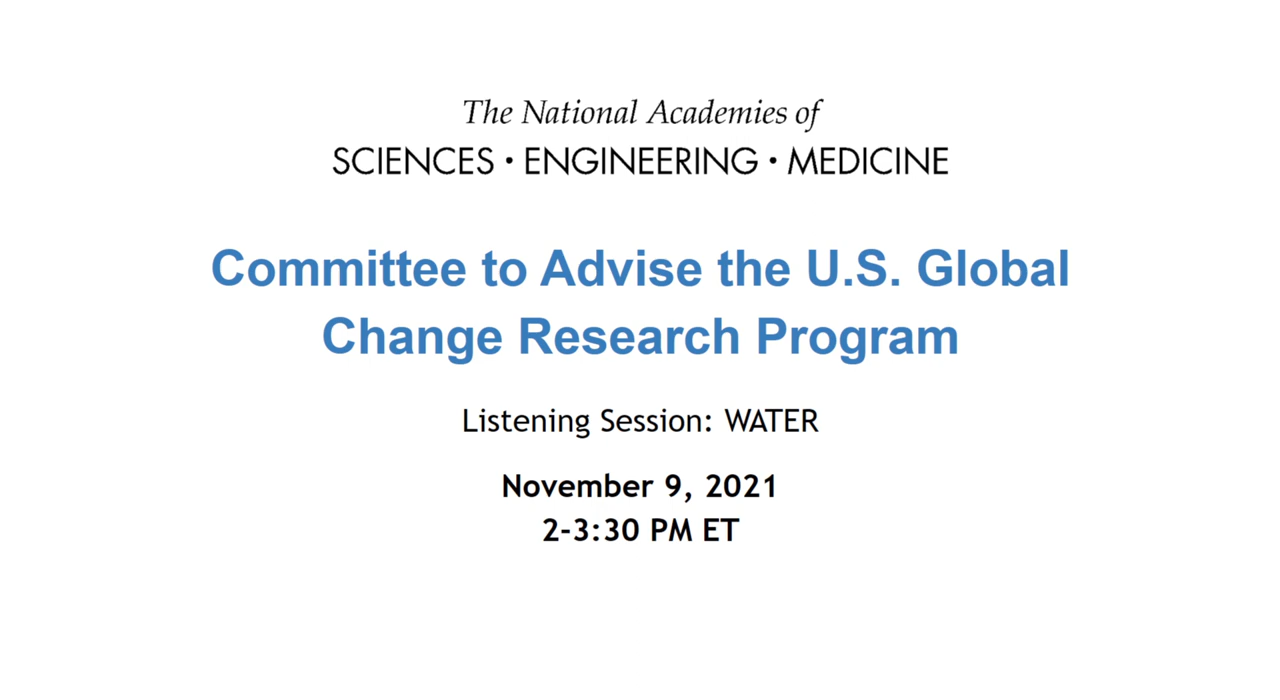 The National Academies of
SCIENCES • ENGINEERING • MEDICINE
Committee to Advise the U.S. Global
Change Research Program
Listening Session: WATER
November 9, 2021
2-3:30 PM ET